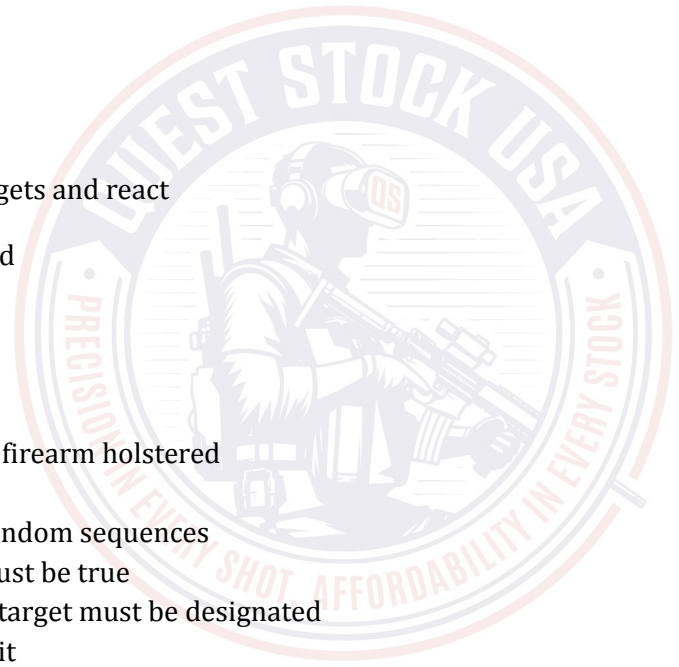 QUEST STOCK USA
QS
gets and react
d
PRECISION IN EVERY SHOT. AFFORDABILITY IN EVERY STOCK
firearm holstered
ndom sequences
ust be true
target must be designated
it